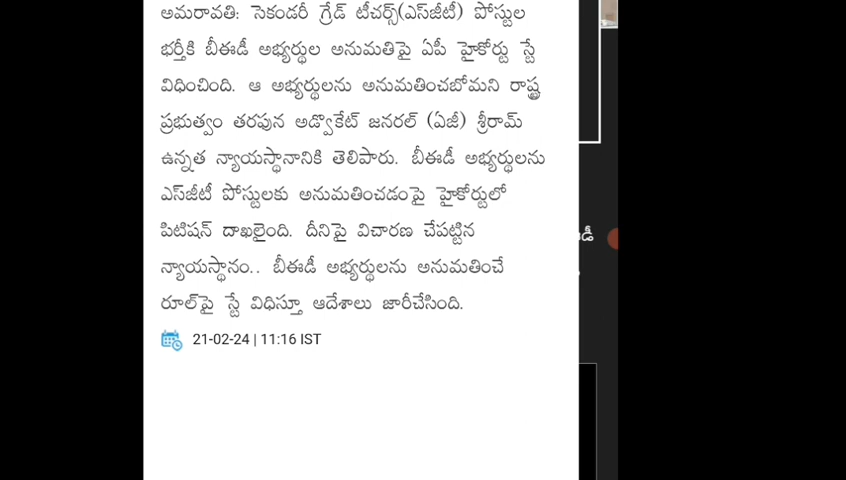 అమరావతి: సెకండరీ గ్రేడ్ టీచర్స్(ఎస్‌జీటీ) పోస్టుల
భర్తీకి బీఈడీ అభ్యర్థుల అనుమతిపై ఏపీ హైకోర్టు స్టే
విధించింది. ఆ అభ్యర్థులను అనుమతించబోమని రాష్ట్ర
ప్రభుత్వం తరపున అడ్వొకేట్ జనరల్ (ఏజీ) శ్రీరామ్
ఉన్నత న్యాయస్థానానికి తెలిపారు. బీఈడీ అభ్యర్థులను
ఎస్‌జీటీ పోస్టులకు అనుమతించడంపై హైకోర్టులో
పిటిషన్ దాఖలైంది. దీనిపై విచారణ చేపట్టిన
న్యాయస్థానం.. బీఈడీ అభ్యర్థులను అనుమతించే
రూల్‌పై స్టే విధిస్తూ ఆదేశాలు జారీచేసింది.
21-02-24 | 11:16 IST